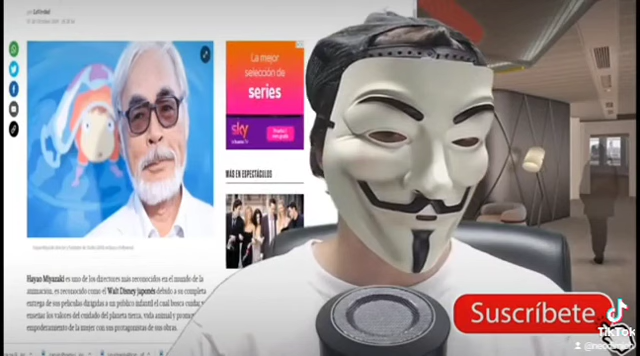 La mejor
selección de
series
sky
MÁS EN ESPECTÁCULOS
Hayao Miyazaki es uno de los directores más reconocidos en el mundo de la
animación, es reconocido como el Walt Disney japonés debido a su completa
entrega de sus películas dirigidas a un público infantil el cual busca cuidar y
enseñar los valores del cuidado del planeta tierra, vida animal y
empoderamiento de la mujer con sus protagonistas de sus obras.
Suscríbete
TikTok